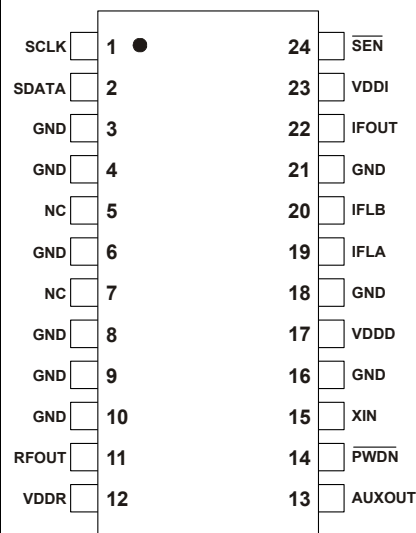 SCLK 1 24 SEN
SDATA 2 23 VDDI
GND 3 22 IFOUT
GND 4 21 GND
NC 5 20 IFLB
GND 6 19 IFLA
NC 7 18 GND
GND 8 17 VDDD
GND 9 16 GND
GND 10 15 XIN
RFOUT 11 14 PWDN
VDDR 12 13 AUXOUT